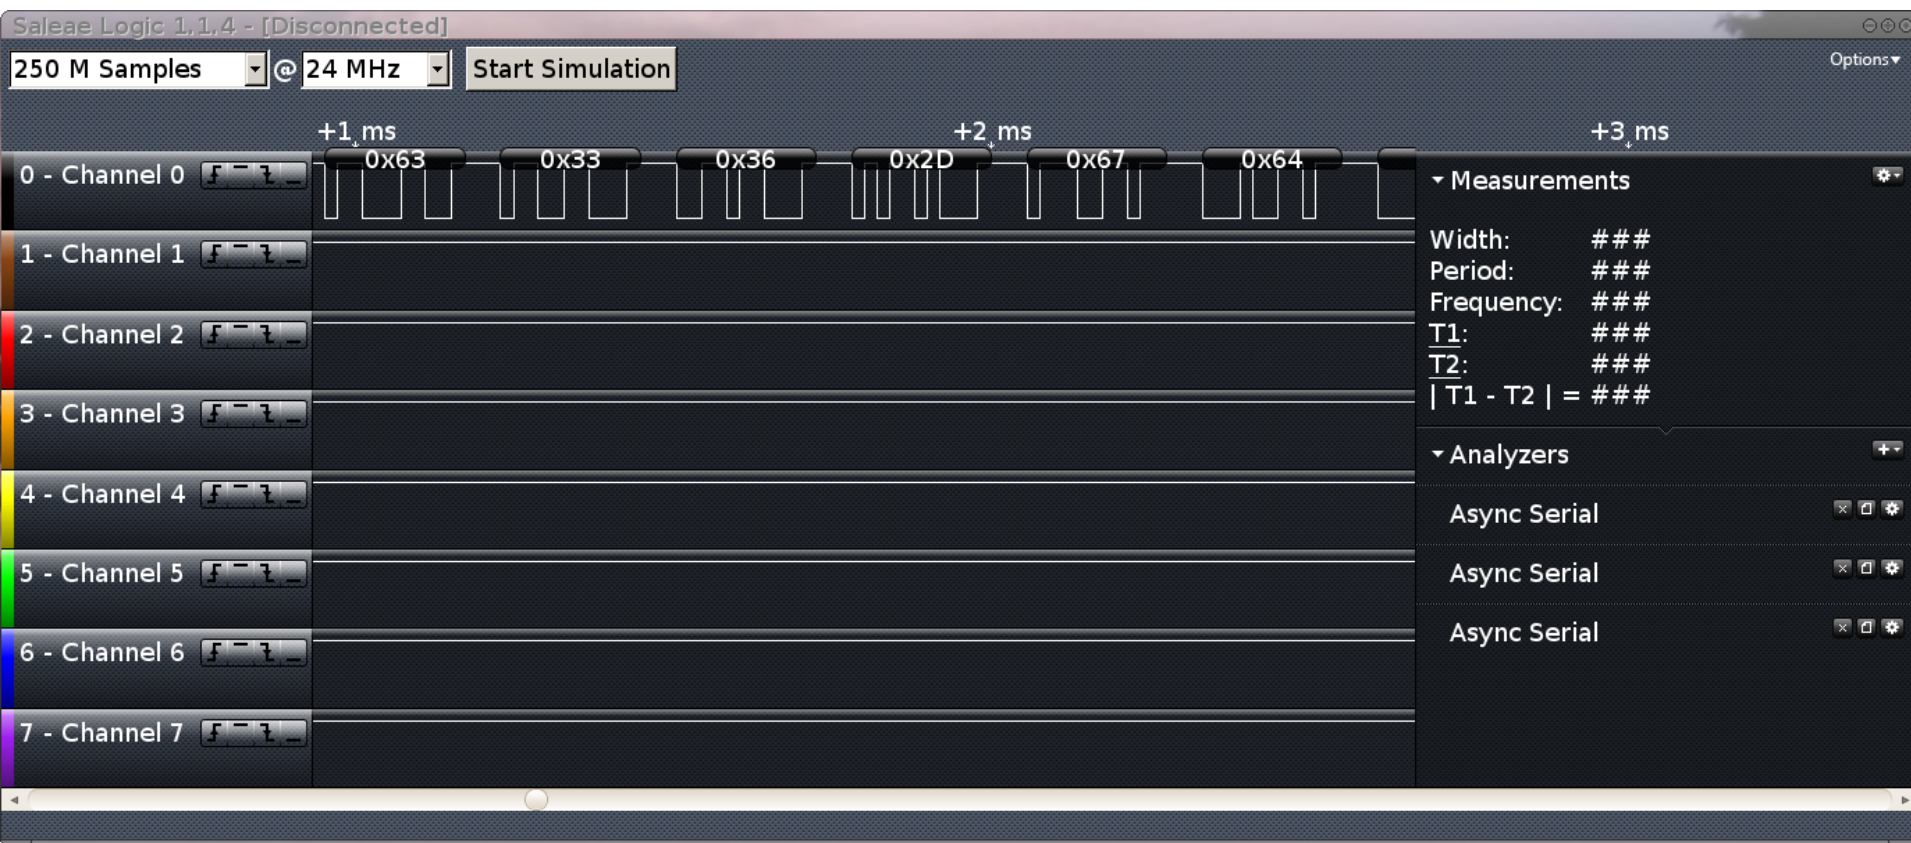 Saleae Logic 1.1.4 - [Disconnected]
250 M Samples @ 24 MHz Start Simulation Options
+1 ms +2 ms +3 ms
0x63 0x33 0x36 0x2D 0x67 0x64
0 - Channel 0
1 - Channel 1
2 - Channel 2
3 - Channel 3
4 - Channel 4
5 - Channel 5
6 - Channel 6
7 - Channel 7
Measurements
Width: ###
Period: ###
Frequency: ###
T1: ###
T2: ###
| T1 - T2 | = ###
Analyzers
Async Serial
Async Serial
Async Serial